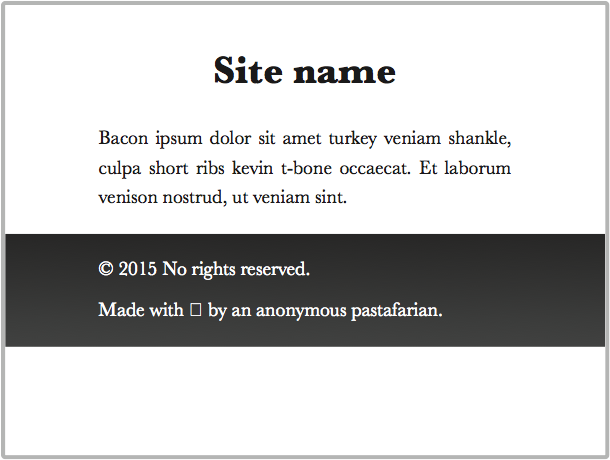 Site name
Bacon ipsum dolor sit amet turkey veniam shankle,
culpa short ribs kevin t-bone occaecat. Et laborum
venison nostrud, ut veniam sint.
© 2015 No rights reserved.
Made with ▯ by an anonymous pastafarian.